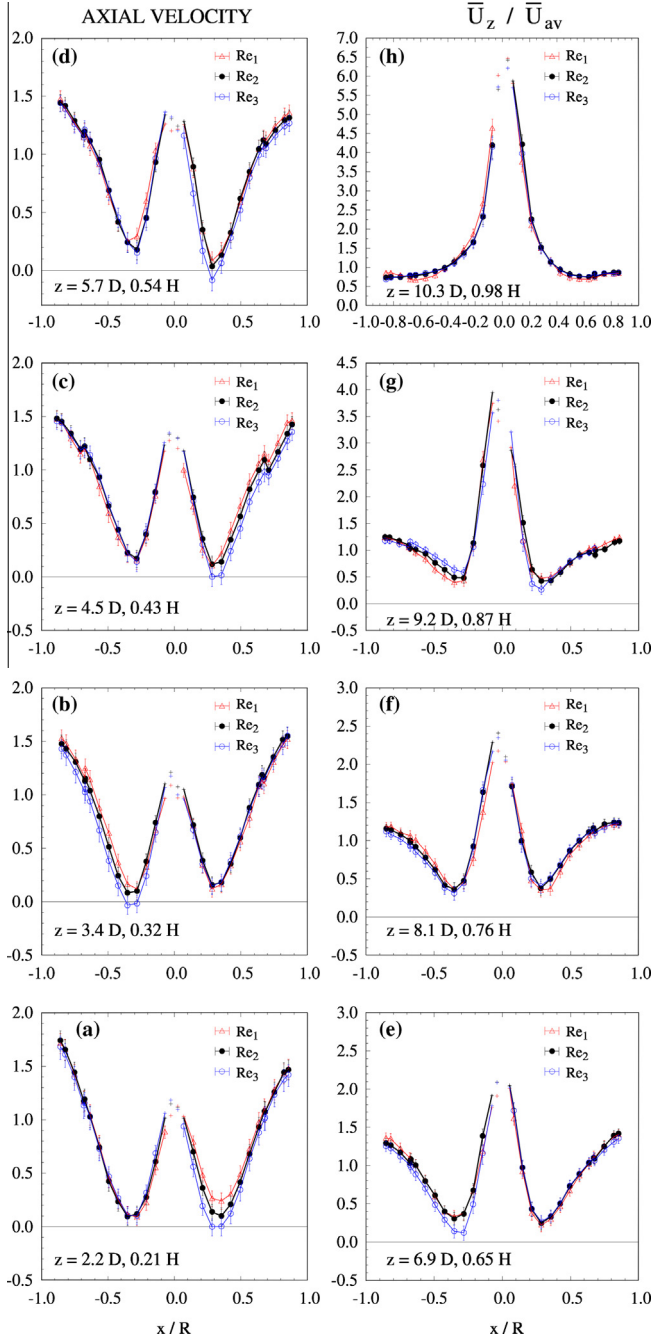 AXIAL VELOCITY
U̅z / U̅av
(d)
Re1
Re2
Re3
2.0
1.5
1.0
0.5
0.0
z = 5.7 D, 0.54 H
-1.0 -0.5 0.0 0.5 1.0
(h)
Re1
Re2
Re3
7.0
6.5
6.0
5.5
5.0
4.5
4.0
3.5
3.0
2.5
2.0
1.5
1.0
0.5
0.0
z = 10.3 D, 0.98 H
-1.0 -0.8 -0.6 -0.4 -0.2 0.0 0.2 0.4 0.6 0.8 1.0
(c)
Re1
Re2
Re3
2.0
1.5
1.0
0.5
0.0
-0.5
z = 4.5 D, 0.43 H
-1.0 -0.5 0.0 0.5 1.0
(g)
Re1
Re2
Re3
4.5
4.0
3.5
3.0
2.5
2.0
1.5
1.0
0.5
0.0
-0.5
z = 9.2 D, 0.87 H
-1.0 -0.5 0.0 0.5 1.0
(b)
Re1
Re2
Re3
2.0
1.5
1.0
0.5
0.0
-0.5
z = 3.4 D, 0.32 H
-1.0 -0.5 0.0 0.5 1.0
(f)
Re1
Re2
Re3
3.0
2.5
2.0
1.5
1.0
0.5
0.0
-0.5
z = 8.1 D, 0.76 H
-1.0 -0.5 0.0 0.5 1.0
(a)
Re1
Re2
Re3
2.0
1.5
1.0
0.5
0.0
-0.5
z = 2.2 D, 0.21 H
-1.0 -0.5 0.0 0.5 1.0
x / R
(e)
Re1
Re2
Re3
3.0
2.5
2.0
1.5
1.0
0.5
0.0
-0.5
z = 6.9 D, 0.65 H
-1.0 -0.5 0.0 0.5 1.0
x / R